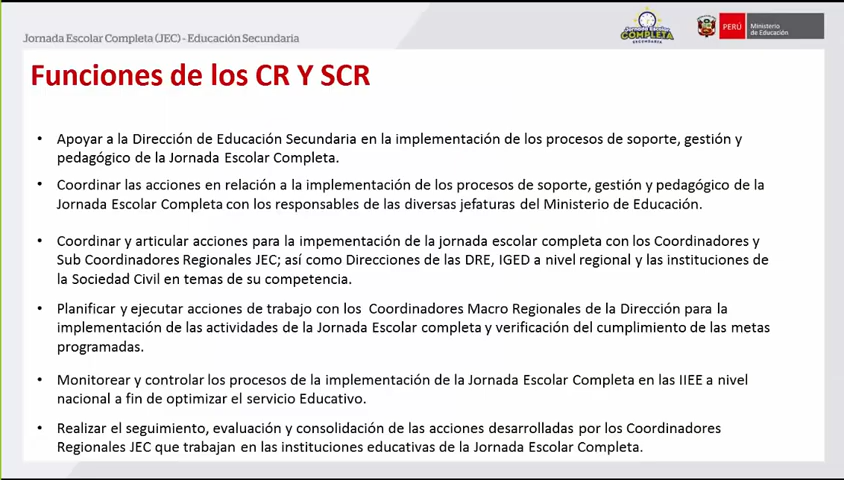 Jornada Escolar Completa (JEC) - Educación Secundaria
Jornada Escolar
COMPLETA
SECUNDARIA
PERÚ
Ministerio
de Educación
Funciones de los CR Y SCR
• Apoyar a la Dirección de Educación Secundaria en la implementación de los procesos de soporte, gestión y
pedagógico de la Jornada Escolar Completa.
• Coordinar las acciones en relación a la implementación de los procesos de soporte, gestión y pedagógico de la
Jornada Escolar Completa con los responsables de las diversas jefaturas del Ministerio de Educación.
• Coordinar y articular acciones para la impementación de la jornada escolar completa con los Coordinadores y
Sub Coordinadores Regionales JEC; así como Direcciones de las DRE, IGED a nivel regional y las instituciones de
la Sociedad Civil en temas de su competencia.
• Planificar y ejecutar acciones de trabajo con los Coordinadores Macro Regionales de la Dirección para la
implementación de las actividades de la Jornada Escolar completa y verificación del cumplimiento de las metas
programadas.
• Monitorear y controlar los procesos de la implementación de la Jornada Escolar Completa en las IIEE a nivel
nacional a fin de optimizar el servicio Educativo.
• Realizar el seguimiento, evaluación y consolidación de las acciones desarrolladas por los Coordinadores
Regionales JEC que trabajan en las instituciones educativas de la Jornada Escolar Completa.